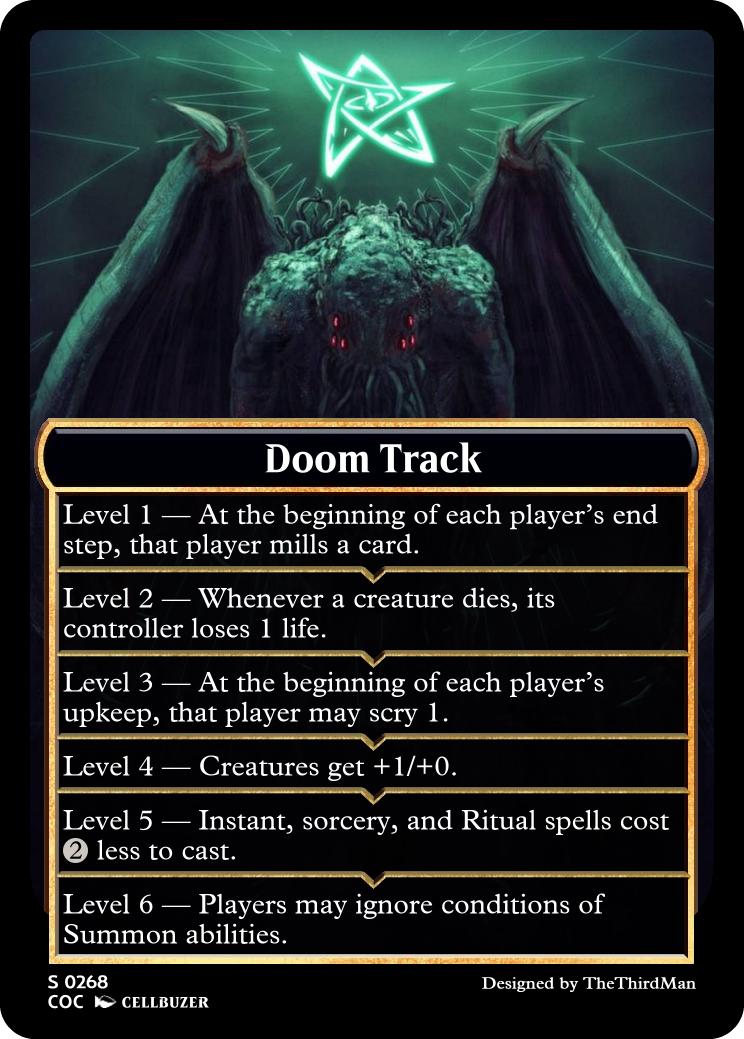 Doom Track
Level 1 — At the beginning of each player's end
step, that player mills a card.
Level 2 — Whenever a creature dies, its
controller loses 1 life.
Level 3 — At the beginning of each player's
upkeep, that player may scry 1.
Level 4 — Creatures get +1/+0.
Level 5 — Instant, sorcery, and Ritual spells cost
2 less to cast.
Level 6 — Players may ignore conditions of
Summon abilities.
S 0268
Designed by TheThirdMan
COC CELLBUZER